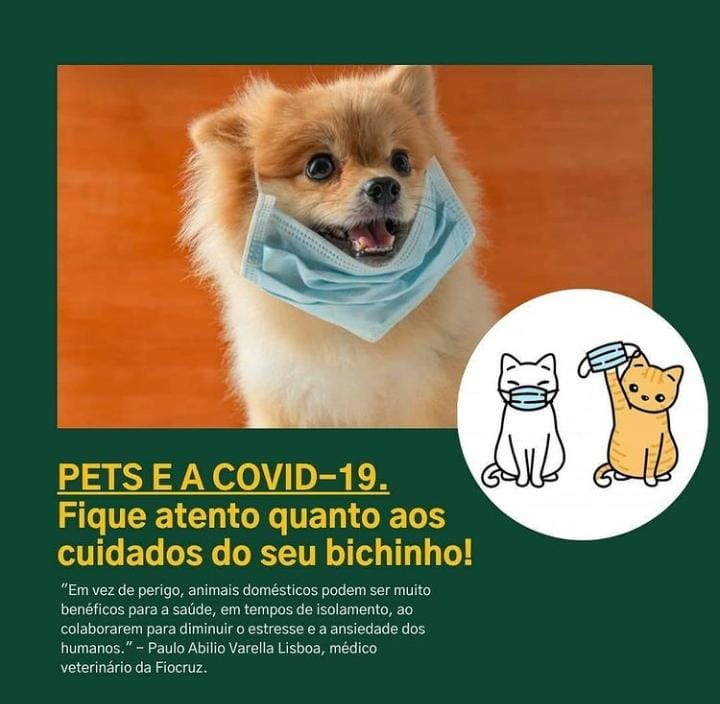 PETS E A COVID-19.
Fique atento quanto aos
cuidados do seu bichinho!
"Em vez de perigo, animais domésticos podem ser muito
benéficos para a saúde, em tempos de isolamento, ao
colaborarem para diminuir o estresse e a ansiedade dos
humanos." - Paulo Abilio Varella Lisboa, médico
veterinário da Fiocruz.